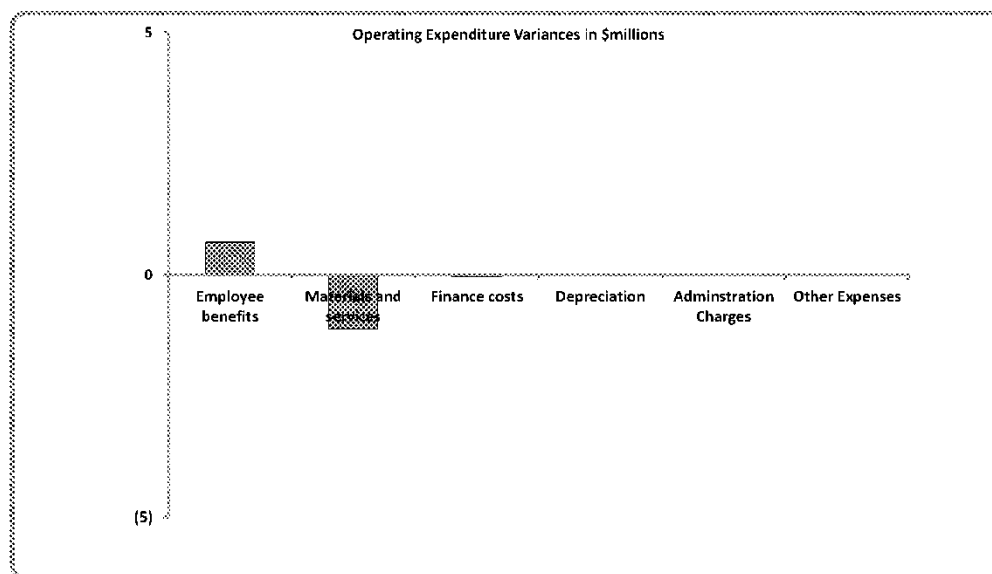 Operating Expenditure Variances in $millions
5
0
(5)
Employee
benefits
Materials and
services
Finance costs
Depreciation
Adminstration
Charges
Other Expenses